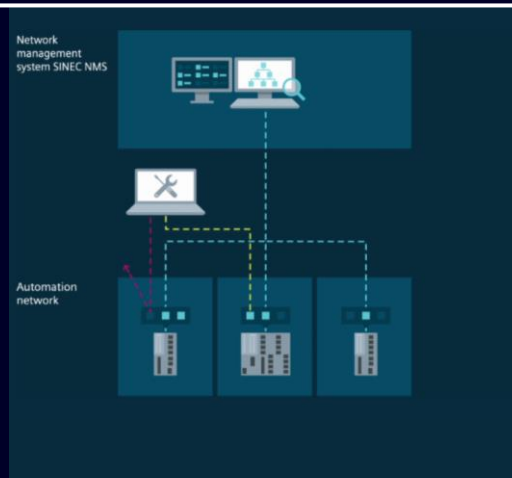 Network
management
system SINEC NMS
Automation
network